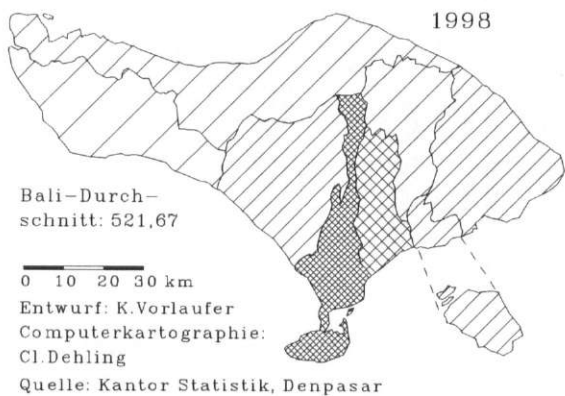 1998
Bali-Durch-
schnitt: 521,67
0 10 20 30 km
Entwurf: K.Vorlaufer
Computerkartographie:
Cl.Dehling
Quelle: Kantor Statistik, Denpasar